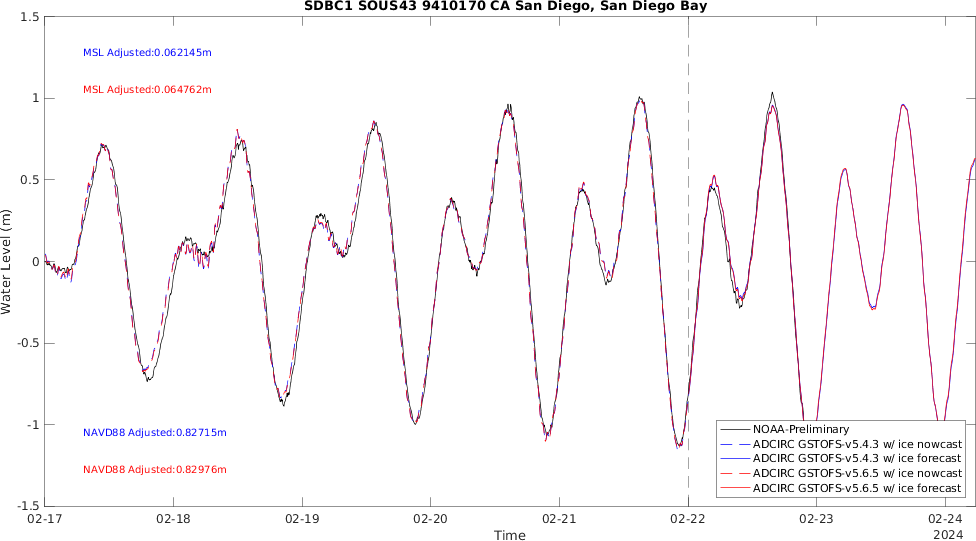 SDBC1 SOUS43 9410170 CA San Diego, San Diego Bay
1.5
MSL Adjusted:0.062145m
MSL Adjusted:0.064762m
1
0.5
0
-0.5
-1
-1.5
Water Level (m)
NAVD88 Adjusted:0.82715m
NAVD88 Adjusted:0.82976m
NOAA-Preliminary
ADCIRC GSTOFS-v5.4.3 w/ ice nowcast
ADCIRC GSTOFS-v5.4.3 w/ ice forecast
ADCIRC GSTOFS-v5.6.5 w/ ice nowcast
ADCIRC GSTOFS-v5.6.5 w/ ice forecast
02-17 02-18 02-19 02-20 02-21 02-22 02-23 02-24
Time
2024